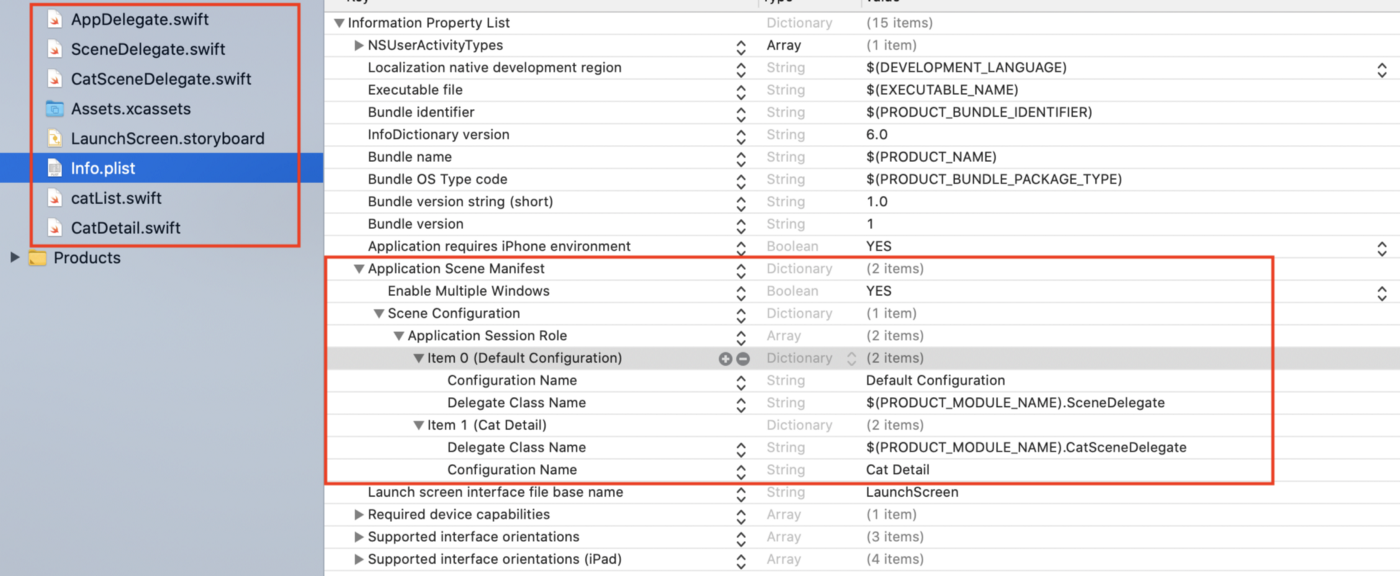 Key Type Value
AppDelegate.swift
SceneDelegate.swift
CatSceneDelegate.swift
Assets.xcassets
LaunchScreen.storyboard
Info.plist
catList.swift
CatDetail.swift
Products
Information Property List Dictionary (15 items)
NSUserActivityTypes Array (1 item)
Localization native development region String $(DEVELOPMENT_LANGUAGE)
Executable file String $(EXECUTABLE_NAME)
Bundle identifier String $(PRODUCT_BUNDLE_IDENTIFIER)
InfoDictionary version String 6.0
Bundle name String $(PRODUCT_NAME)
Bundle OS Type code String $(PRODUCT_BUNDLE_PACKAGE_TYPE)
Bundle version string (short) String 1.0
Bundle version String 1
Application requires iPhone environment Boolean YES
Application Scene Manifest Dictionary (2 items)
Enable Multiple Windows Boolean YES
Scene Configuration Dictionary (1 item)
Application Session Role Array (2 items)
Item 0 (Default Configuration) Dictionary (2 items)
Configuration Name String Default Configuration
Delegate Class Name String $(PRODUCT_MODULE_NAME).SceneDelegate
Item 1 (Cat Detail) Dictionary (2 items)
Delegate Class Name String $(PRODUCT_MODULE_NAME).CatSceneDelegate
Configuration Name String Cat Detail
Launch screen interface file base name String LaunchScreen
Required device capabilities Array (1 item)
Supported interface orientations Array (3 items)
Supported interface orientations (iPad) Array (4 items)